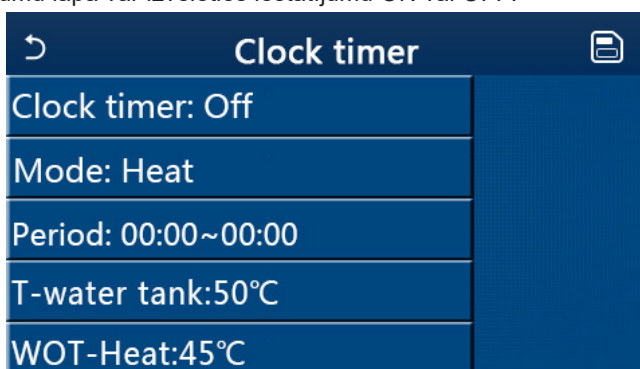 Clock timer
Clock timer: Off
Mode: Heat
Period: 00:00~00:00
T-water tank:50℃
WOT-Heat:45℃